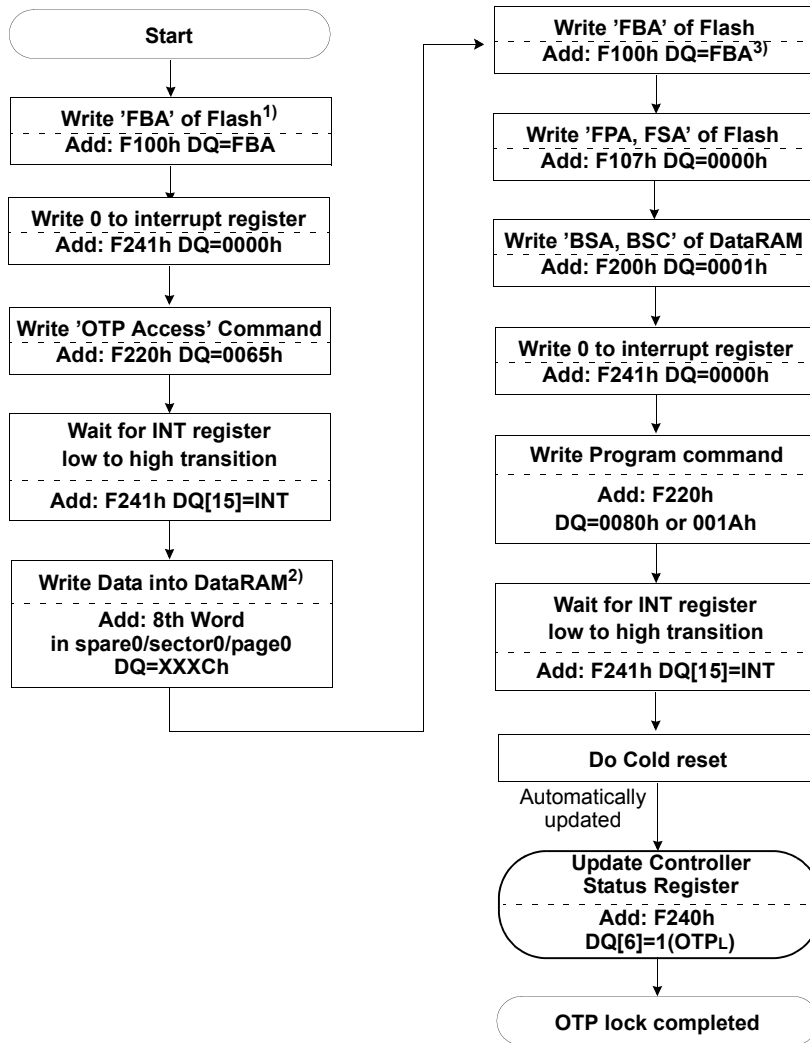 Start
Write ’FBA’ of Flash1)
Add: F100h DQ=FBA
Write 0 to interrupt register
Add: F241h DQ=0000h
Write ’OTP Access’ Command
Add: F220h DQ=0065h
Wait for INT register
low to high transition
Add: F241h DQ[15]=INT
Write Data into DataRAM2)
Add: 8th Word
in spare0/sector0/page0
DQ=XXXCh
Write ’FBA’ of Flash
Add: F100h DQ=FBA3)
Write ’FPA, FSA’ of Flash
Add: F107h DQ=0000h
Write ’BSA, BSC’ of DataRAM
Add: F200h DQ=0001h
Write 0 to interrupt register
Add: F241h DQ=0000h
Write Program command
Add: F220h
DQ=0080h or 001Ah
Wait for INT register
low to high transition
Add: F241h DQ[15]=INT
Do Cold reset
Automatically
updated
Update Controller
Status Register
Add: F240h
DQ[6]=1(OTPL)
OTP lock completed